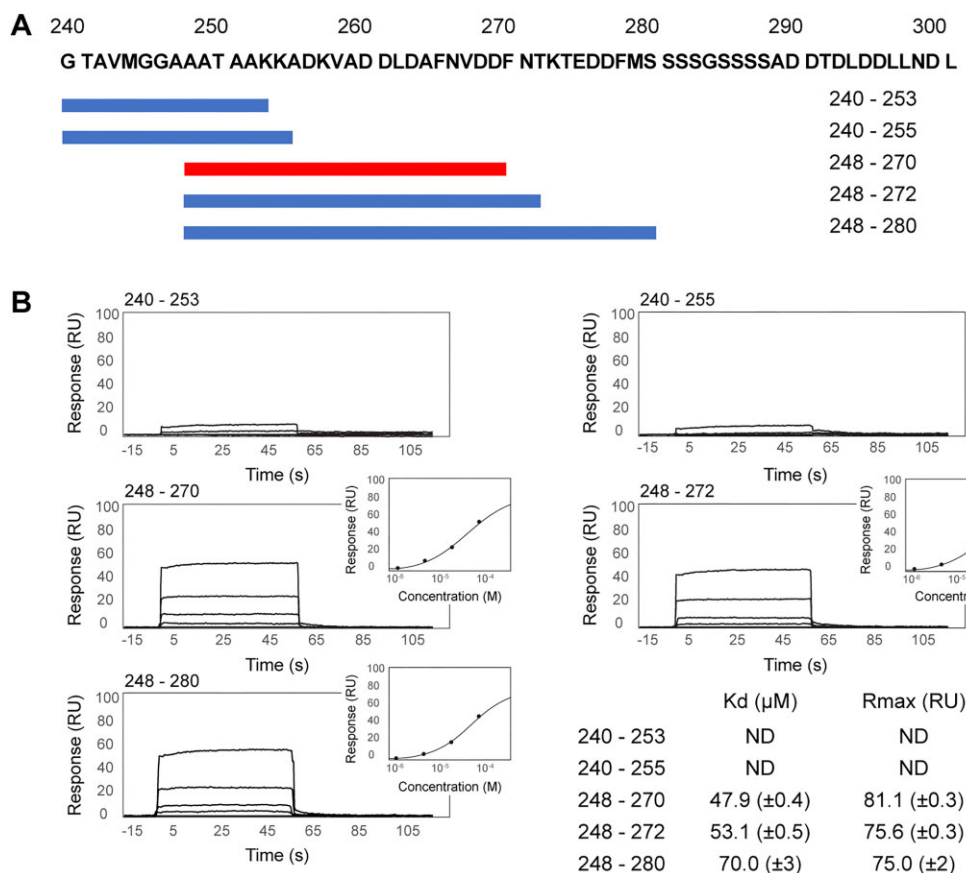 A
240 250 260 270 280 290 300
G TAVMGGAAAT AAKKADKVAD DLDAFNVDDF NTKTEDDFMS SSSGSSSSAD DTDLDDLLND L
240 - 253
240 - 255
248 - 270
248 - 272
248 - 280
B
240 - 253
100
80
60
40
20
0
Response (RU)
-15 5 25 45 65 85 105
Time (s)
240 - 255
100
80
60
40
20
0
Response (RU)
-15 5 25 45 65 85 105
Time (s)
248 - 270
100
80
60
40
20
0
Response (RU)
-15 5 25 45 65 85 105
Time (s)
100
80
60
40
20
0
Response (RU)
10⁻⁶ 10⁻⁵ 10⁻⁴
Concentration (M)
248 - 272
100
80
60
40
20
0
Response (RU)
-15 5 25 45 65 85 105
Time (s)
100
80
60
40
20
0
Response (RU)
10⁻⁶ 10⁻⁵
Concentration (M
248 - 280
100
80
60
40
20
0
Response (RU)
-15 5 25 45 65 85 105
Time (s)
100
80
60
40
20
0
Response (RU)
10⁻⁶ 10⁻⁵ 10⁻⁴
Concentration (M)
Kd (µM) Rmax (RU)
240 - 253 ND ND
240 - 255 ND ND
248 - 270 47.9 (±0.4) 81.1 (±0.3)
248 - 272 53.1 (±0.5) 75.6 (±0.3)
248 - 280 70.0 (±3) 75.0 (±2)